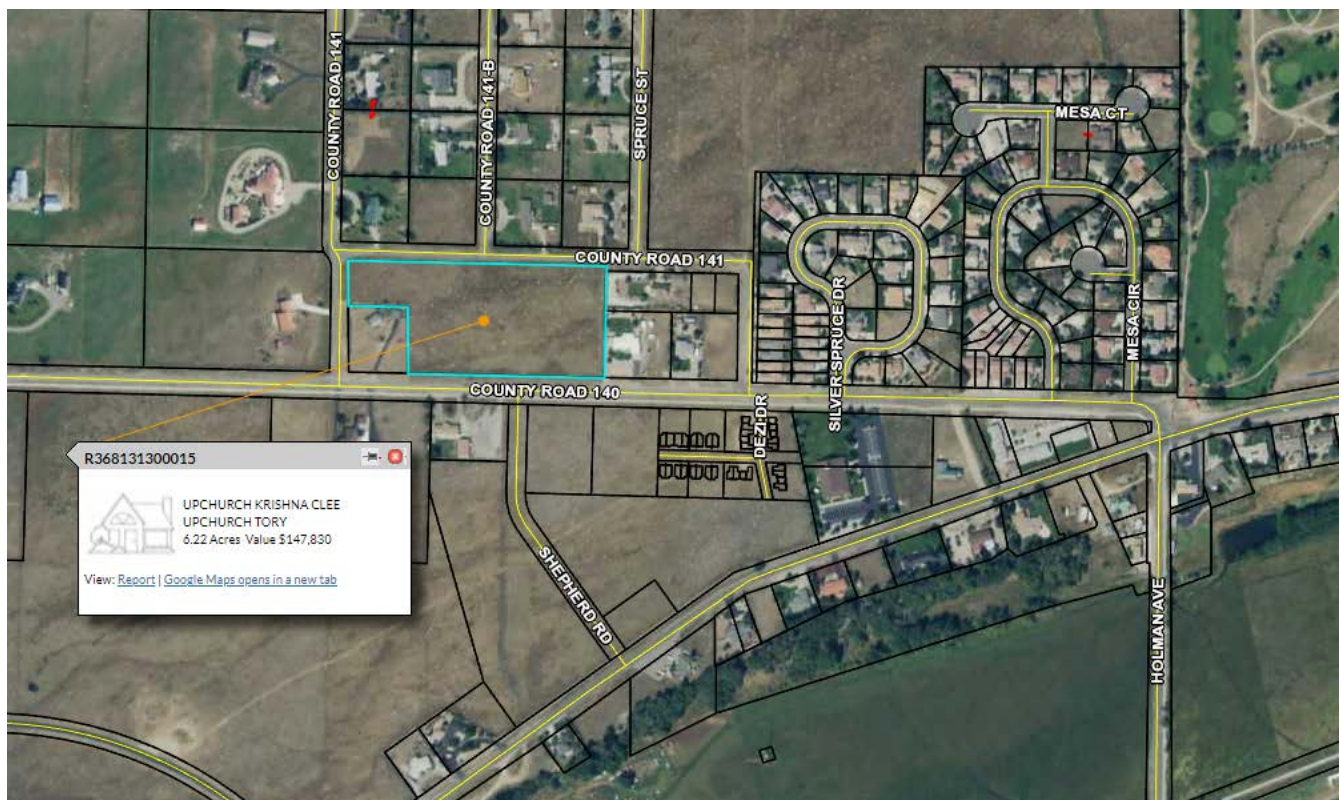 COUNTY ROAD 141
COUNTY ROAD 141-B
SPRUCE ST
MESA CT
COUNTY ROAD 141
SILVER SPRUCE DR
MESA CIR
COUNTY ROAD 140
DEZI DR
R368131300015
UPCHURCH KRISHNA CLEE
UPCHURCH TORY
6.22 Acres Value $147,830
View: Report | Google Maps opens in a new tab
SHEPHERD RD
HOLMAN AVE